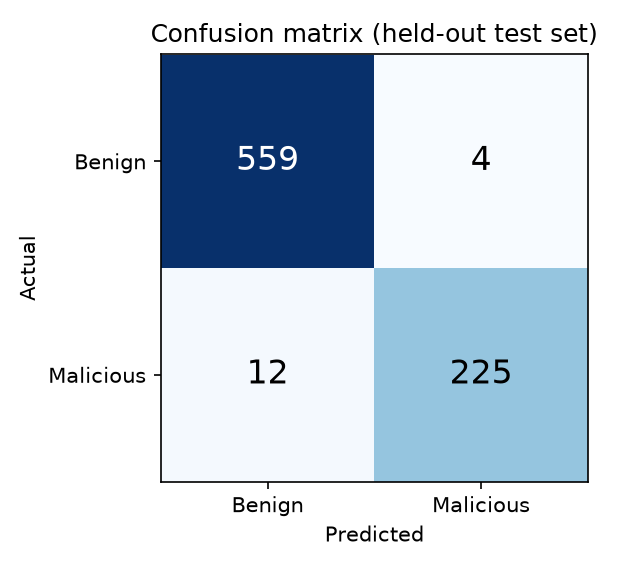 Confusion matrix (held-out test set)
Actual
Benign
559
4
Malicious
12
225
Benign
Malicious
Predicted